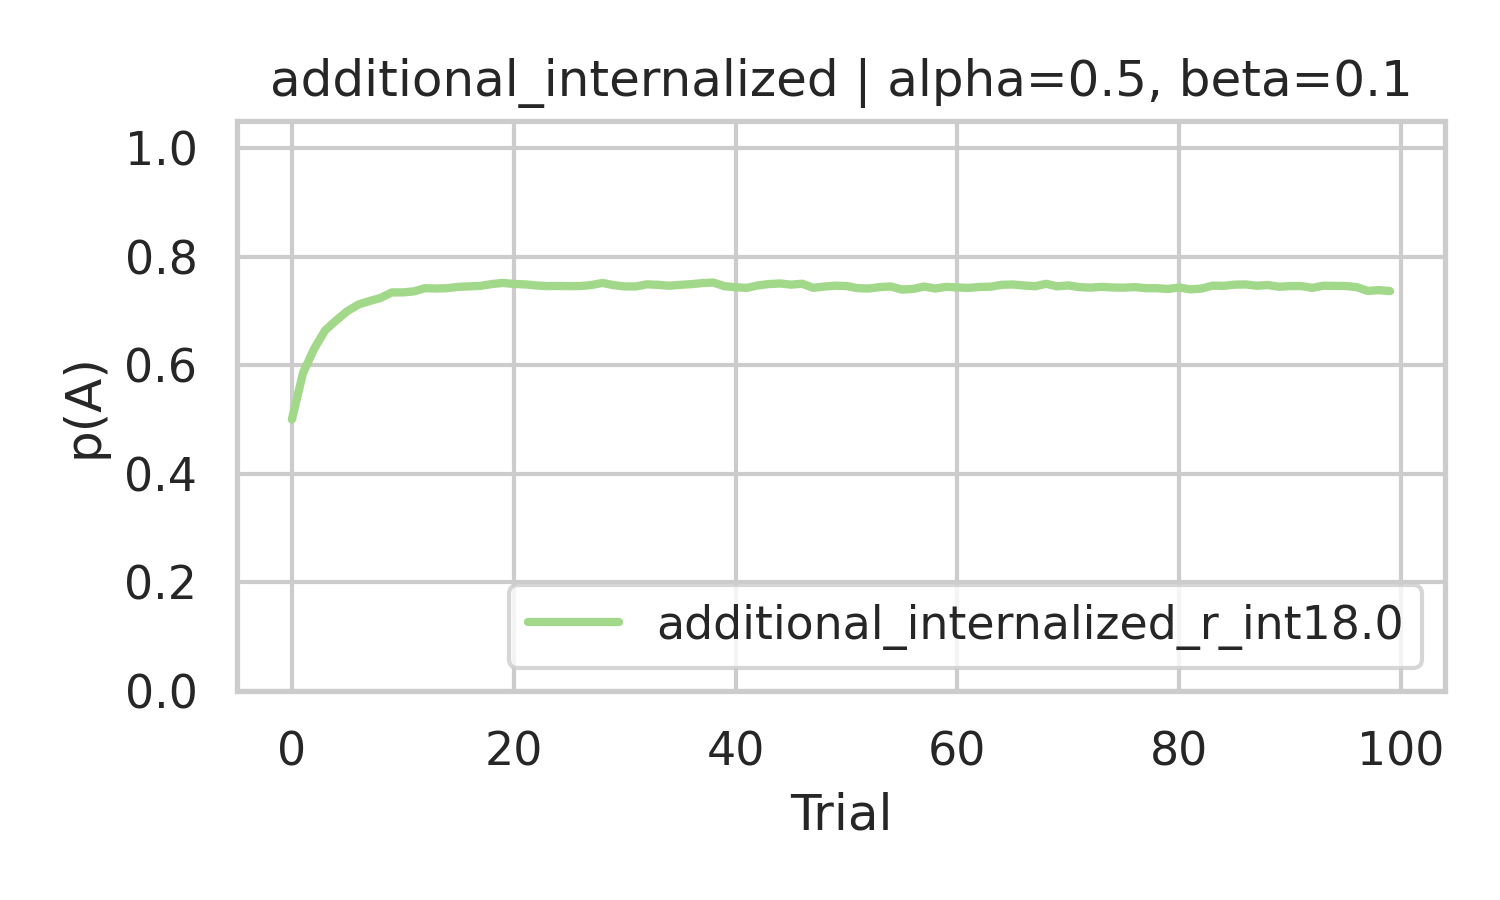 additional_internalized | alpha=0.5, beta=0.1
1.0
0.8
0.6
0.4
0.2
0.0
p(A)
additional_internalized_r_int18.0
0 20 40 60 80 100
Trial